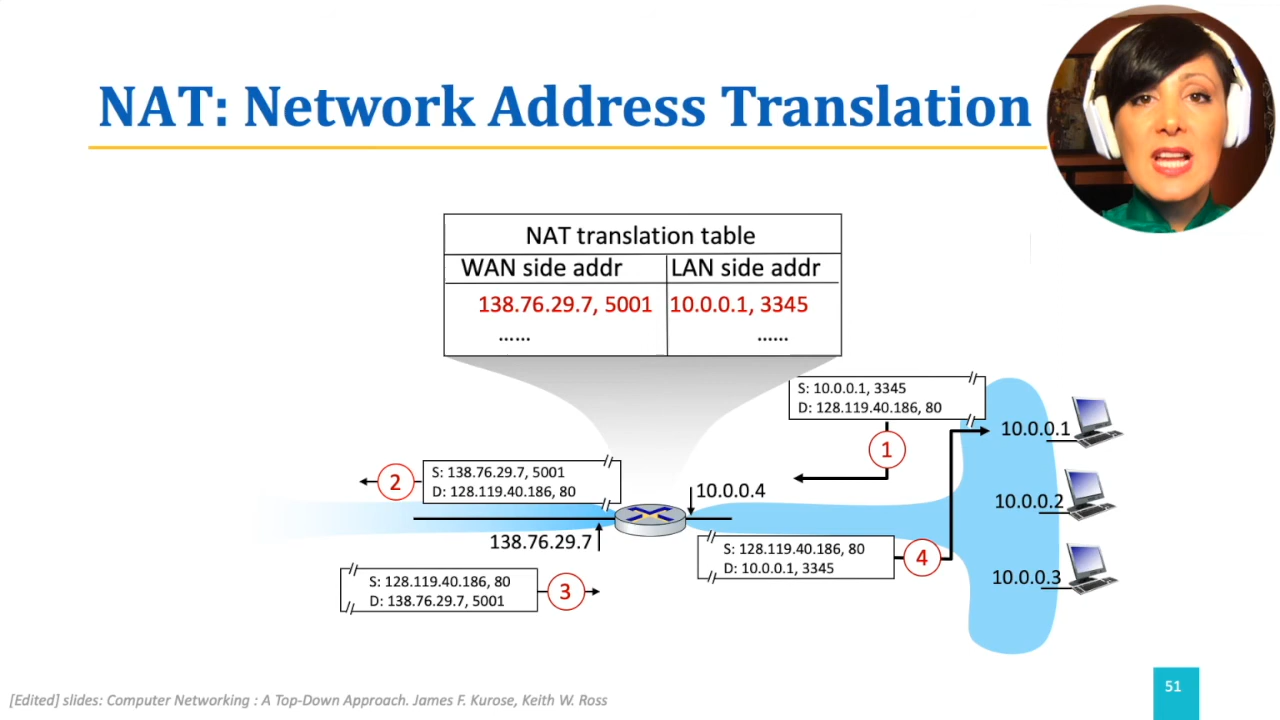 NAT: Network Address Translation
NAT translation table
WAN side addr LAN side addr
138.76.29.7, 5001 10.0.0.1, 3345
…… ……
S: 10.0.0.1, 3345
D: 128.119.40.186, 80
1
10.0.0.1
2
S: 138.76.29.7, 5001
D: 128.119.40.186, 80
10.0.0.4
10.0.0.2
138.76.29.7
S: 128.119.40.186, 80
D: 10.0.0.1, 3345
4
S: 128.119.40.186, 80
D: 138.76.29.7, 5001
3
10.0.0.3
[Edited] slides: Computer Networking : A Top-Down Approach. James F. Kurose, Keith W. Ross
51